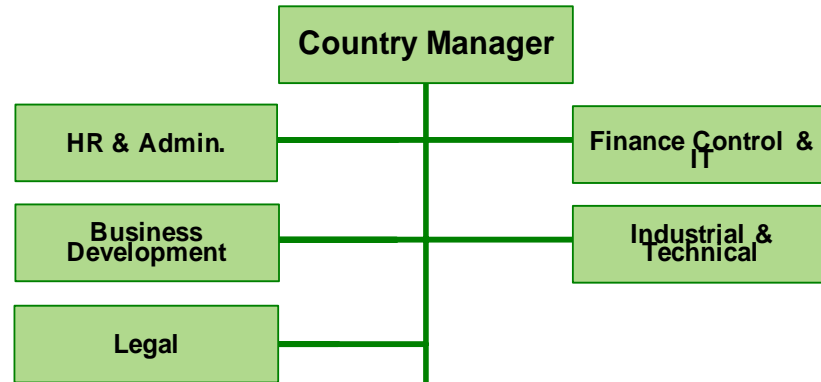 Country Manager
HR & Admin.
Finance Control &
IT
Business
Development
Industrial &
Technical
Legal